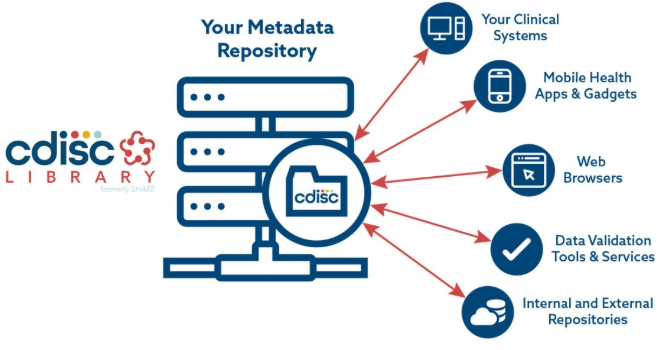 Your Metadata
Repository
cdisc
LIBRARY
formerly SHARE
cdisc
Your Clinical
Systems
Mobile Health
Apps & Gadgets
Web
Browsers
Data Validation
Tools & Services
Internal and External
Repositories